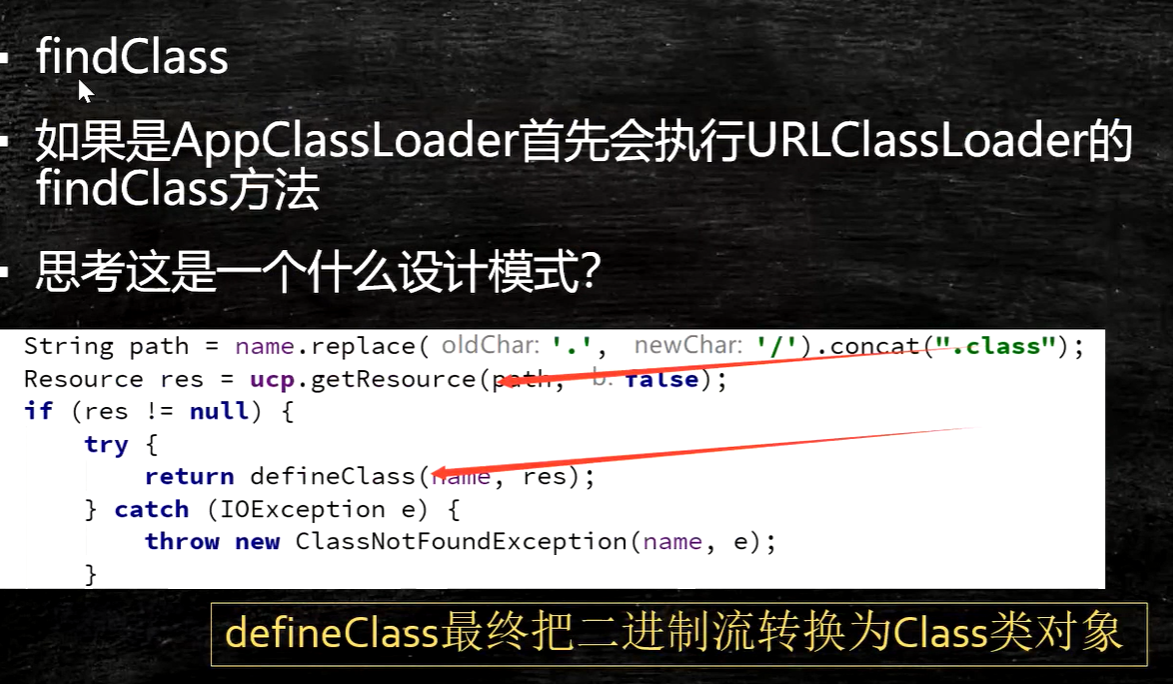 findClass
如果是AppClassLoader首先会执行URLClassLoader的
findClass方法
思考这是一个什么设计模式？
String path = name.replace( oldChar: '.', newChar: '/').concat(".class");
Resource res = ucp.getResource(path, b: false);
if (res != null) {
try {
return defineClass(name, res);
} catch (IOException e) {
throw new ClassNotFoundException(name, e);
}
defineClass最终把二进制流转换为Class类对象